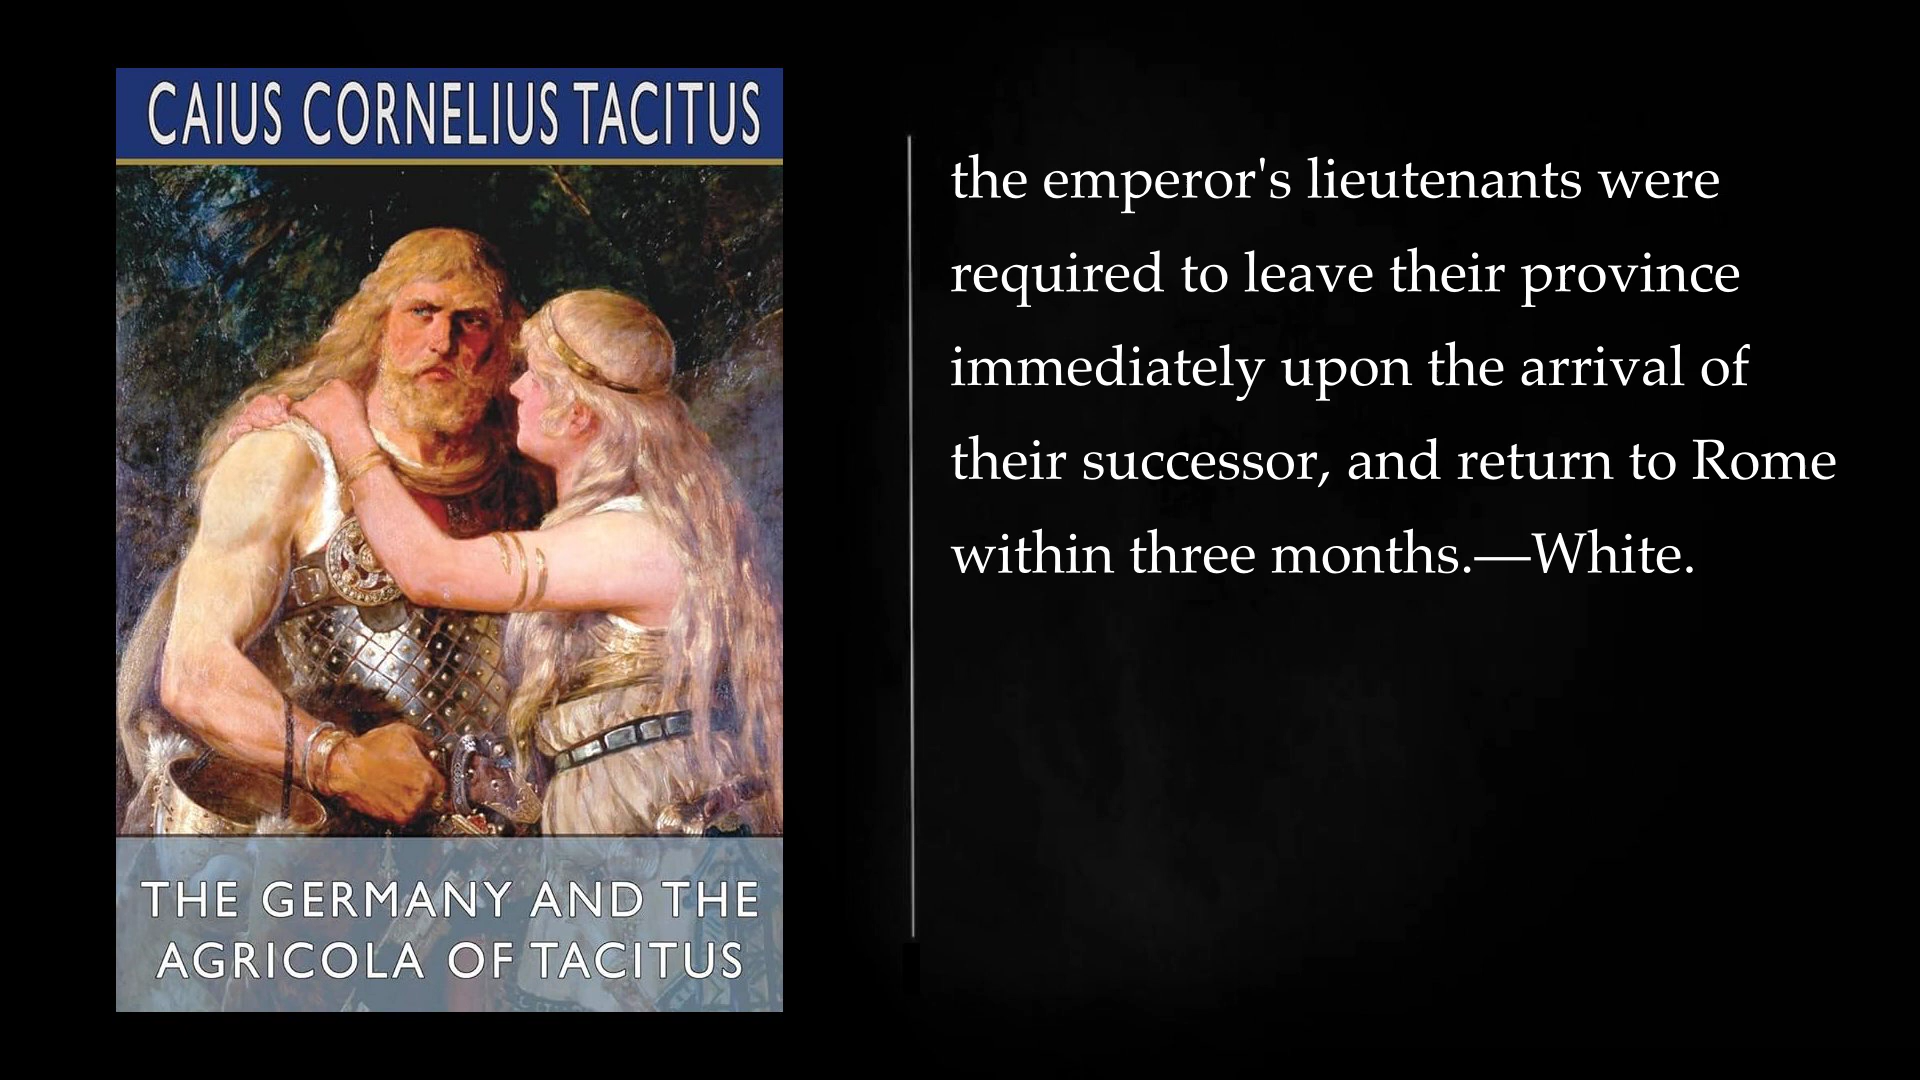 CAIUS CORNELIUS TACITUS
THE GERMANY AND THE
AGRICOLA OF TACITUS
the emperor's lieutenants were
required to leave their province
immediately upon the arrival of
their successor, and return to Rome
within three months.—White.